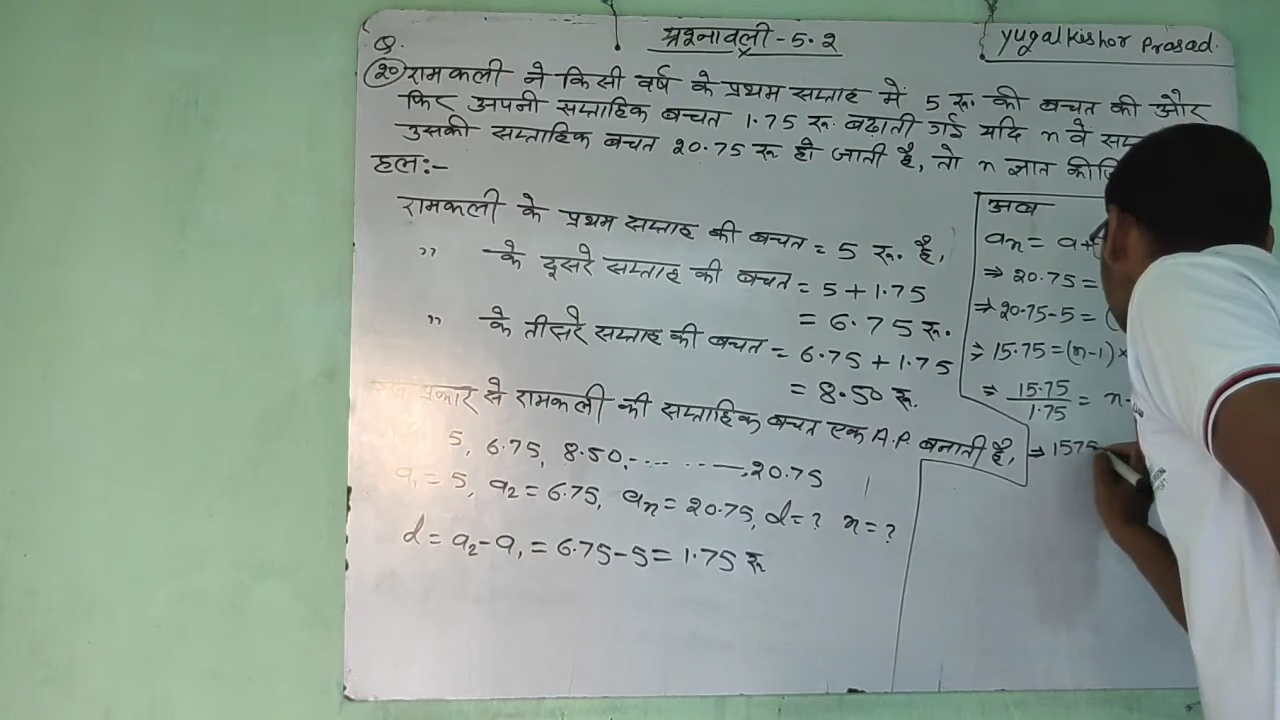 प्रश्नावली-5.2
Yugal Kishor Prasad.
Q.
(20) रामकली ने किसी वर्ष के प्रथम सप्ताह में 5 रू. की बचत की और
फिर अपनी सप्ताहिक बचत 1.75 रू. बढ़ाती गई यदि n वे
उसकी सप्ताहिक बचत 20.75 रू हो जाती है, तो n ज्ञात
हल:-
रामकली के प्रथम सप्ताह की बचत = 5 रू. है,
" के दूसरे सप्ताह की बचत = 5 + 1.75
= 6.75 रू.
" के तीसरे सप्ताह की बचत = 6.75 + 1.75
= 8.50 रू.
प्रकार से रामकली की सप्ताहिक बचत एक A.P बनाती है,
5, 6.75, 8.50, ---- ---, 20.75
a₁ = 5, a₂ = 6.75, aₙ = 20.75, d = ? n = ?
d = a₂ - a₁ = 6.75 - 5 = 1.75 रू
अब
aₙ = a +
⇒ 20.75 =
⇒ 20.75 - 5 = (
⇒ 15.75 = (n-1) ×
⇒ 15.75/1.75 = n-
⇒ 1575